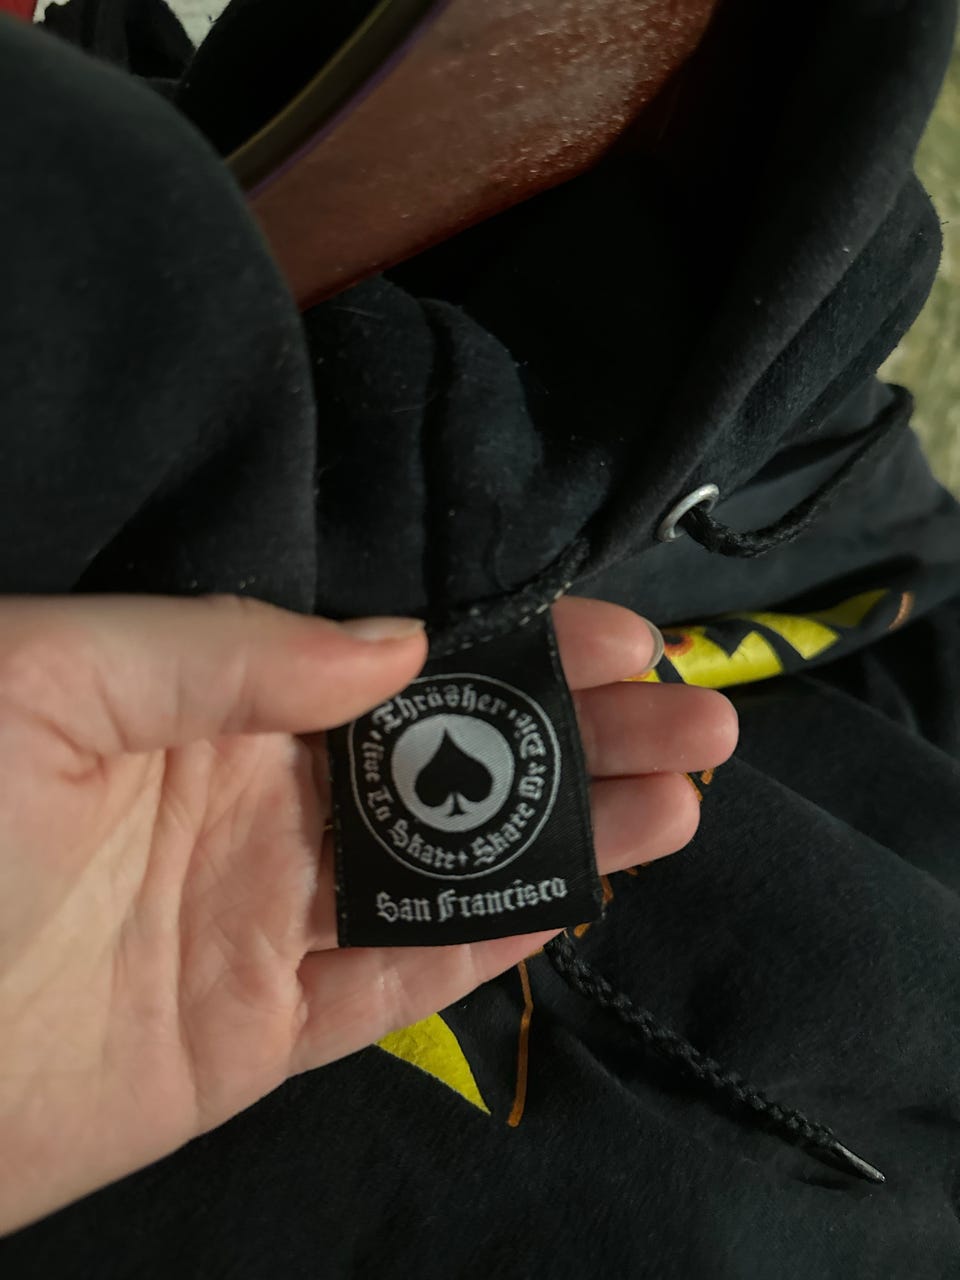 Thrasher • Live To Skate • Skate Or Die •
San Francisco